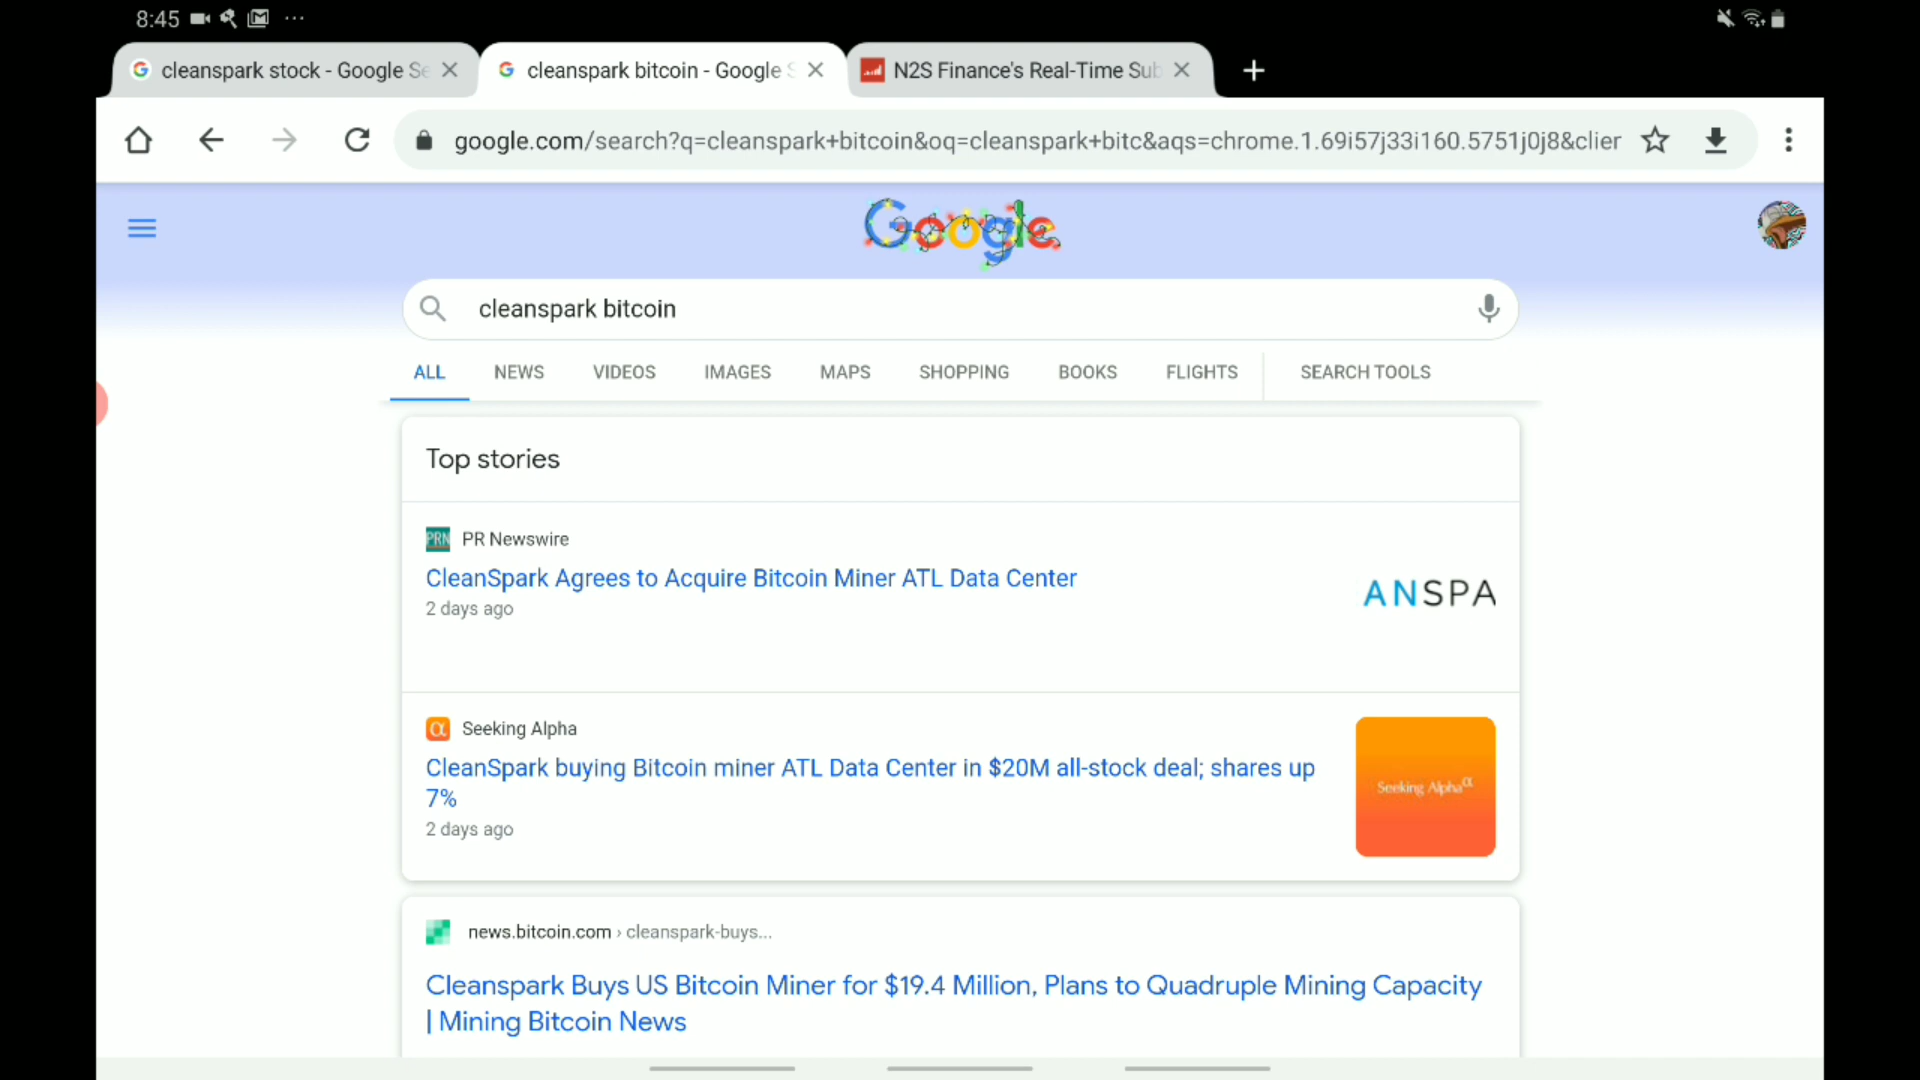 8:45
cleanspark stock - Google Se
cleanspark bitcoin - Google S
N2S Finance's Real-Time Sub
google.com/search?q=cleanspark+bitcoin&oq=cleanspark+bitc&aqs=chrome.1.69i57j33i160.5751j0j8&clier
Google
cleanspark bitcoin
ALL NEWS VIDEOS IMAGES MAPS SHOPPING BOOKS FLIGHTS SEARCH TOOLS
Top stories
PRN PR Newswire
CleanSpark Agrees to Acquire Bitcoin Miner ATL Data Center
2 days ago
ANSPA
α Seeking Alpha
CleanSpark buying Bitcoin miner ATL Data Center in $20M all-stock deal; shares up
7%
2 days ago
Seeking Alpha α
news.bitcoin.com › cleanspark-buys...
Cleanspark Buys US Bitcoin Miner for $19.4 Million, Plans to Quadruple Mining Capacity
| Mining Bitcoin News